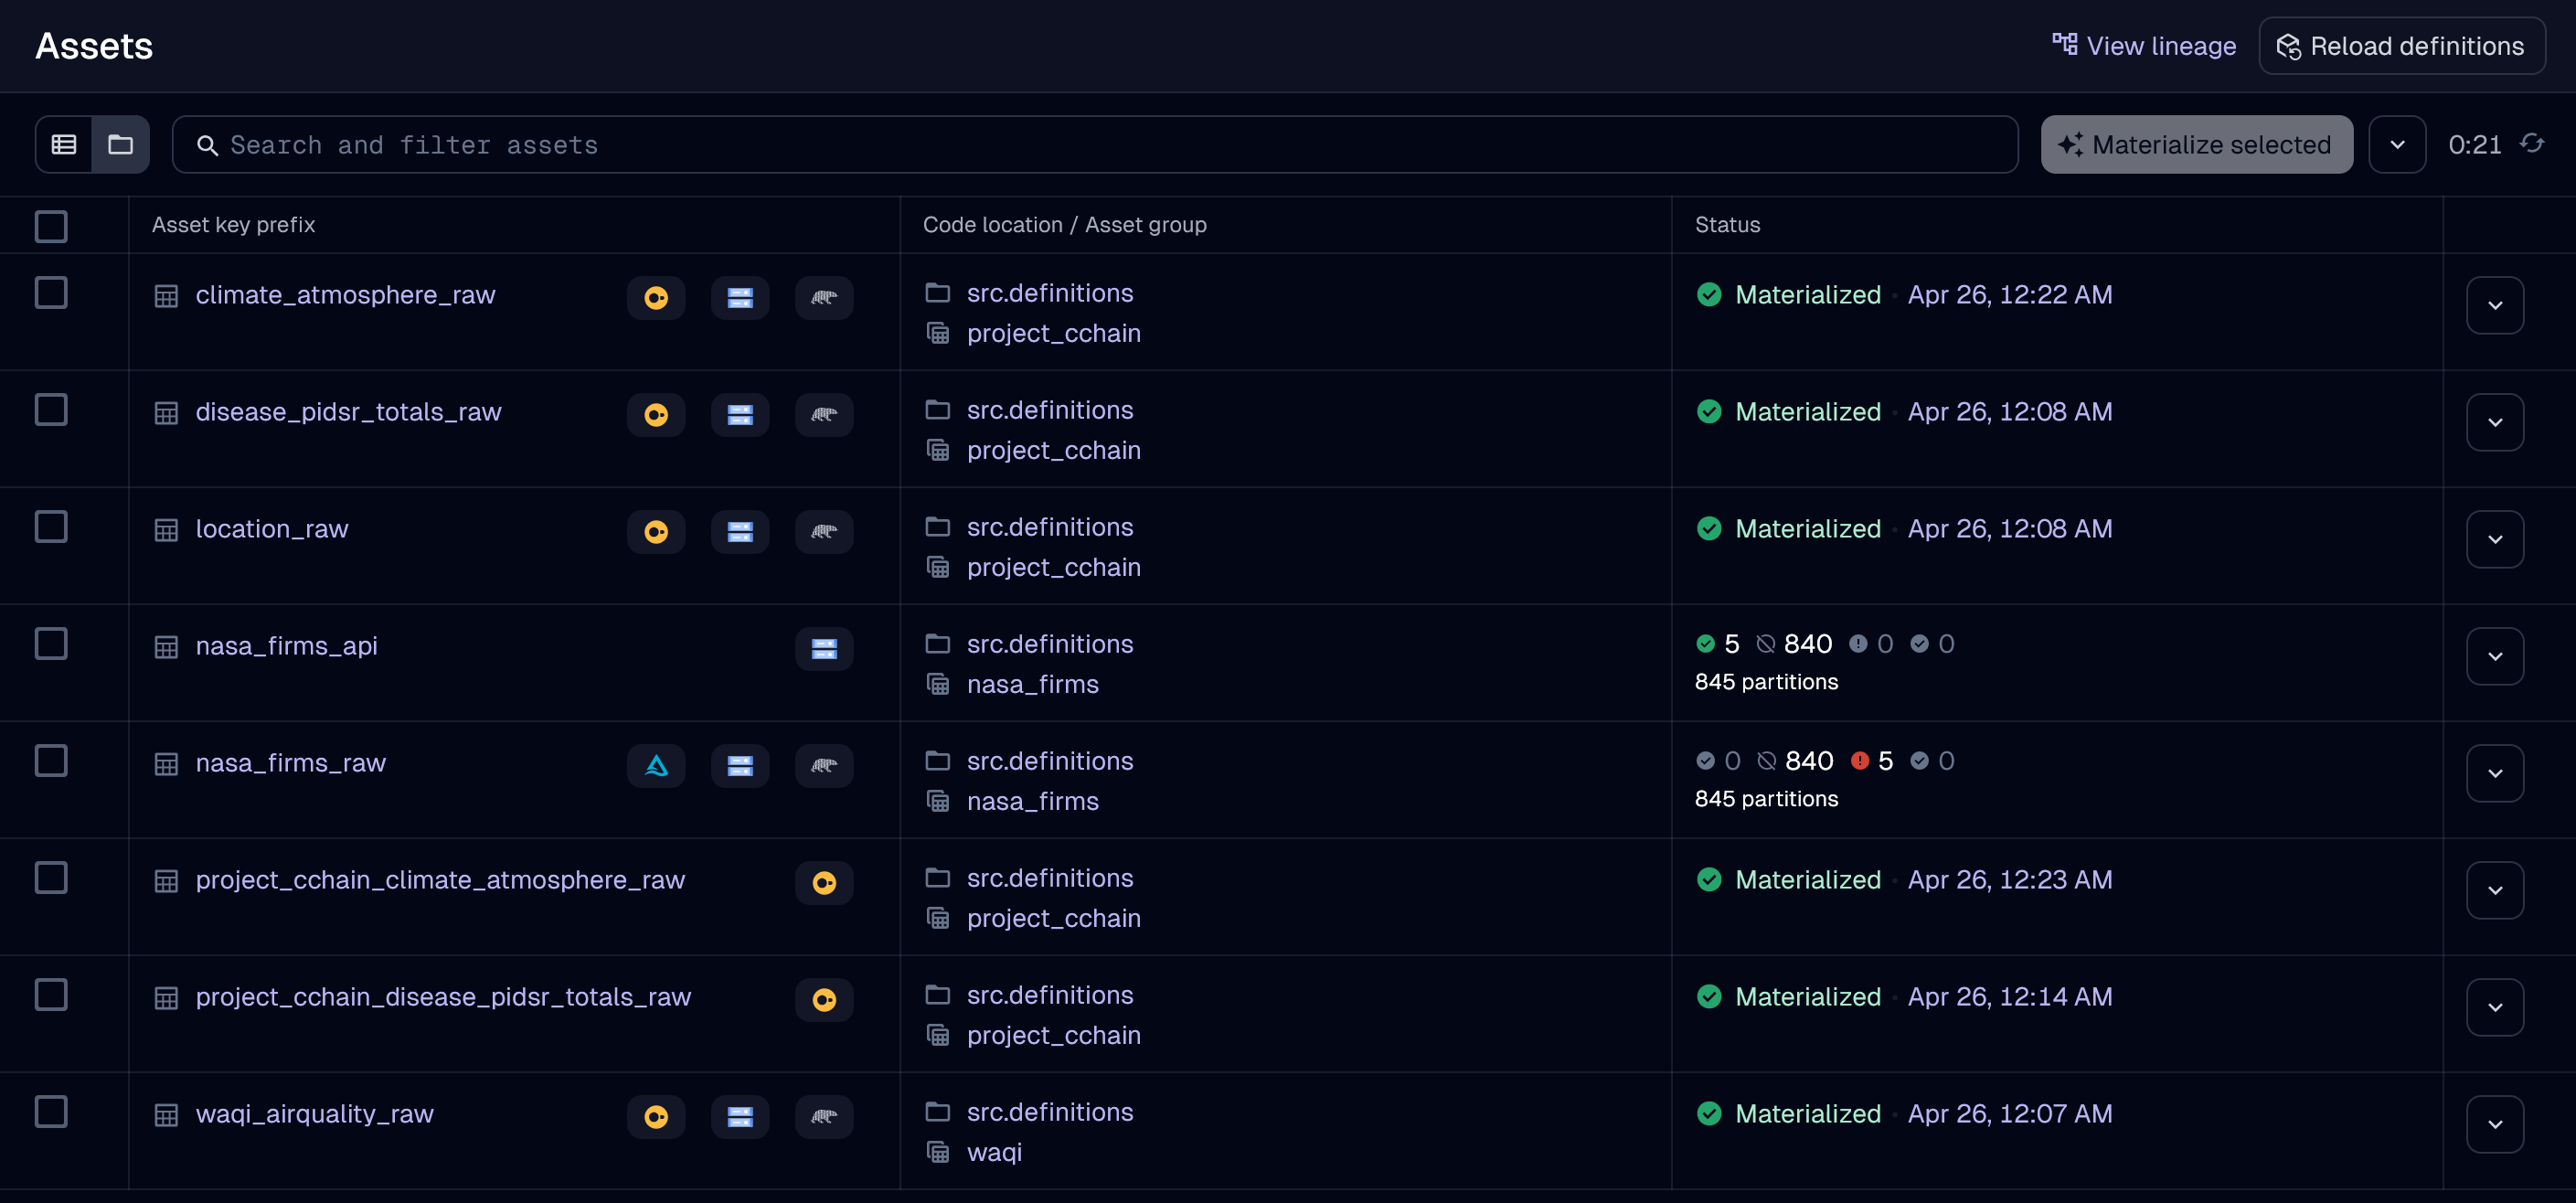 Assets
View lineage
Reload definitions
Search and filter assets
Materialize selected
0:21
Asset key prefix
Code location / Asset group
Status
climate_atmosphere_raw
src.definitions
project_cchain
Materialized · Apr 26, 12:22 AM
disease_pidsr_totals_raw
src.definitions
project_cchain
Materialized · Apr 26, 12:08 AM
location_raw
src.definitions
project_cchain
Materialized · Apr 26, 12:08 AM
nasa_firms_api
src.definitions
nasa_firms
5 840 0 0
845 partitions
nasa_firms_raw
src.definitions
nasa_firms
0 840 5 0
845 partitions
project_cchain_climate_atmosphere_raw
src.definitions
project_cchain
Materialized · Apr 26, 12:23 AM
project_cchain_disease_pidsr_totals_raw
src.definitions
project_cchain
Materialized · Apr 26, 12:14 AM
waqi_airquality_raw
src.definitions
waqi
Materialized · Apr 26, 12:07 AM